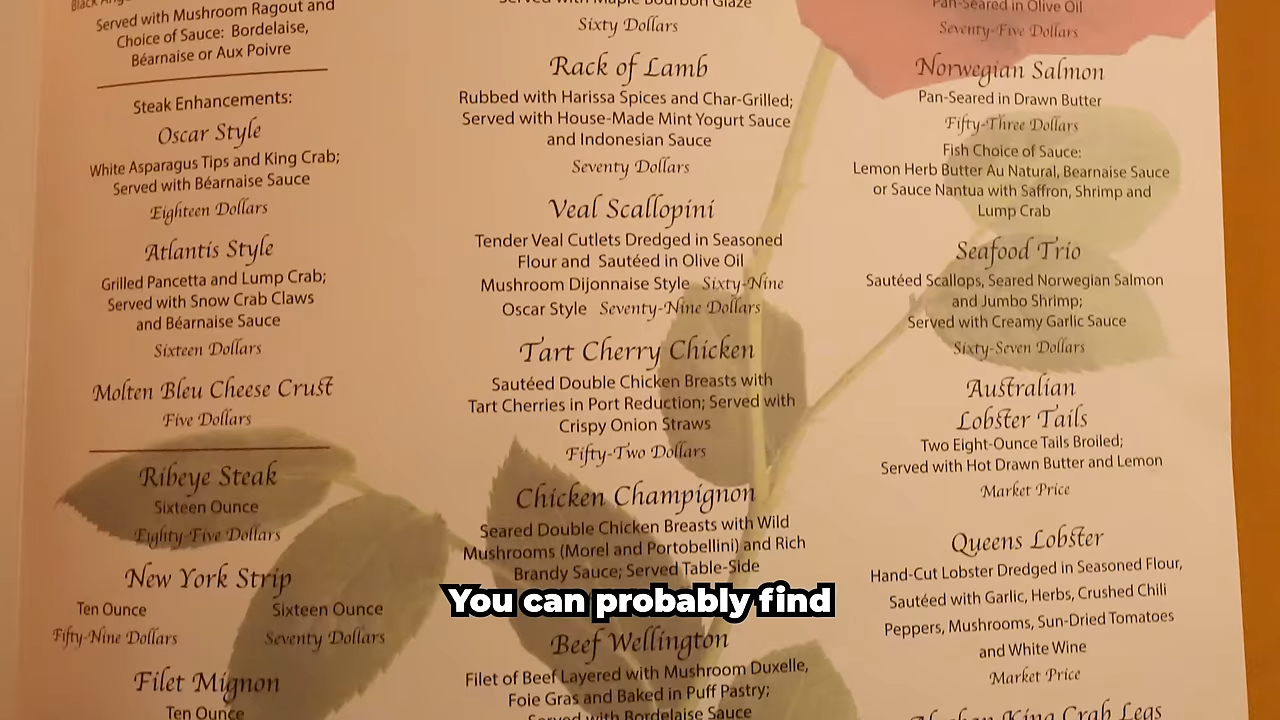 Black
Served with Mushroom Ragout and
Choice of Sauce: Bordelaise,
Béarnaise or Aux Poivre
Steak Enhancements:
Oscar Style
White Asparagus Tips and King Crab;
Served with Béarnaise Sauce
Eighteen Dollars
Atlantis Style
Grilled Pancetta and Lump Crab;
Served with Snow Crab Claws
and Béarnaise Sauce
Sixteen Dollars
Molten Bleu Cheese Crust
Five Dollars
Ribeye Steak
Sixteen Ounce
Eighty-Five Dollars
New York Strip
Ten Ounce Sixteen Ounce
Fifty-Nine Dollars Seventy Dollars
Filet Mignon
Ten Ounce
Served with Maple Bourbon Glaze
Sixty Dollars
Rack of Lamb
Rubbed with Harissa Spices and Char-Grilled;
Served with House-Made Mint Yogurt Sauce
and Indonesian Sauce
Seventy Dollars
Veal Scallopini
Tender Veal Cutlets Dredged in Seasoned
Flour and Sautéed in Olive Oil
Mushroom Dijonnaise Style Sixty-Nine
Oscar Style Seventy-Nine Dollars
Tart Cherry Chicken
Sautéed Double Chicken Breasts with
Tart Cherries in Port Reduction; Served with
Crispy Onion Straws
Fifty-Two Dollars
Chicken Champignon
Seared Double Chicken Breasts with Wild
Mushrooms (Morel and Portobellini) and Rich
Brandy Sauce; Served Table-Side
You can probably find
Beef Wellington
Filet of Beef Layered with Mushroom Duxelle,
Foie Gras and Baked in Puff Pastry;
Served with Bordelaise Sauce
Pan-Seared in Olive Oil
Seventy-Five Dollars
Norwegian Salmon
Pan-Seared in Drawn Butter
Fifty-Three Dollars
Fish Choice of Sauce:
Lemon Herb Butter Au Natural, Bearnaise Sauce
or Sauce Nantua with Saffron, Shrimp and
Lump Crab
Seafood Trio
Sautéed Scallops, Seared Norwegian Salmon
and Jumbo Shrimp;
Served with Creamy Garlic Sauce
Sixty-Seven Dollars
Australian
Lobster Tails
Two Eight-Ounce Tails Broiled;
Served with Hot Drawn Butter and Lemon
Market Price
Queens Lobster
Hand-Cut Lobster Dredged in Seasoned Flour,
Sautéed with Garlic, Herbs, Crushed Chili
Peppers, Mushrooms, Sun-Dried Tomatoes
and White Wine
Market Price
Alaskan King Crab Legs